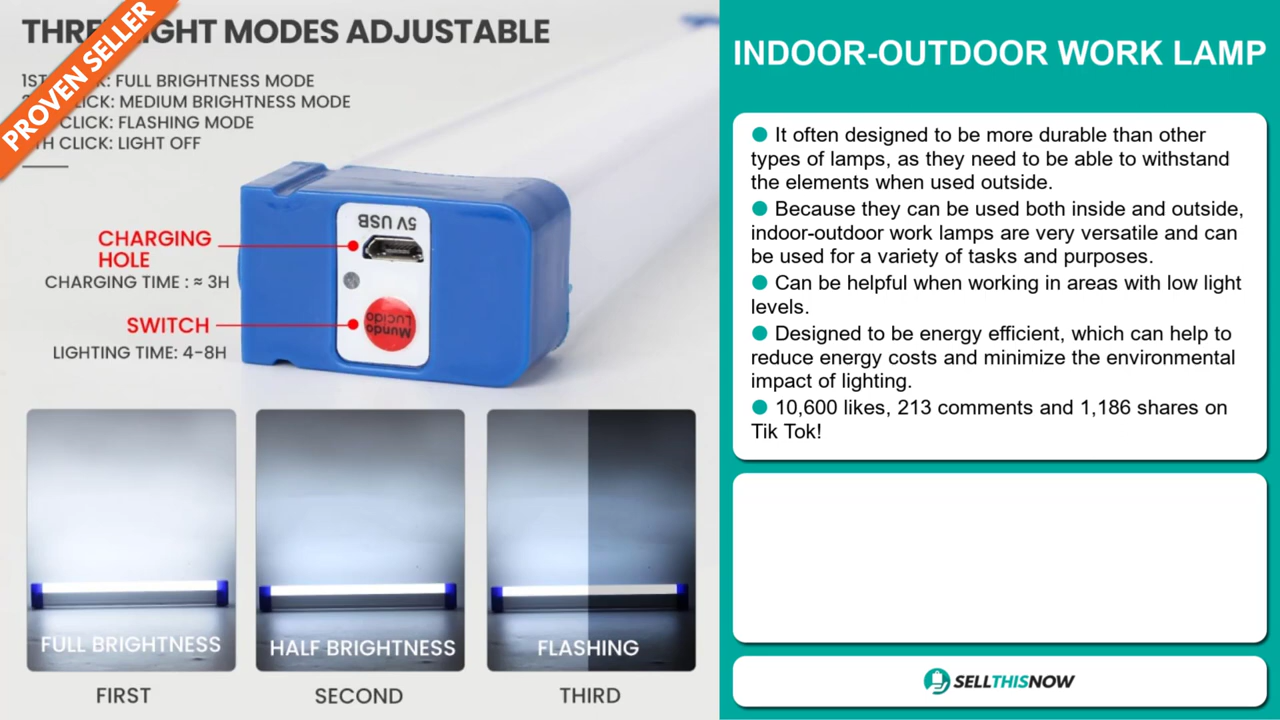 PROVEN SELLER
LIGHT MODES ADJUSTABLE
CLICK: FULL BRIGHTNESS MODE
CLICK: MEDIUM BRIGHTNESS MODE
CLICK: FLASHING MODE
4TH CLICK: LIGHT OFF
CHARGING
HOLE
CHARGING TIME : ≈ 3H
SWITCH
LIGHTING TIME: 4-8H
5V USB
Mundo
Lucido
FULL BRIGHTNESS
HALF BRIGHTNESS
FLASHING
FIRST
SECOND
THIRD
INDOOR-OUTDOOR WORK LAMP
● It often designed to be more durable than other
types of lamps, as they need to be able to withstand
the elements when used outside.
● Because they can be used both inside and outside,
indoor-outdoor work lamps are very versatile and can
be used for a variety of tasks and purposes.
● Can be helpful when working in areas with low light
levels.
● Designed to be energy efficient, which can help to
reduce energy costs and minimize the environmental
impact of lighting.
● 10,600 likes, 213 comments and 1,186 shares on
Tik Tok!
SELLTHISNOW